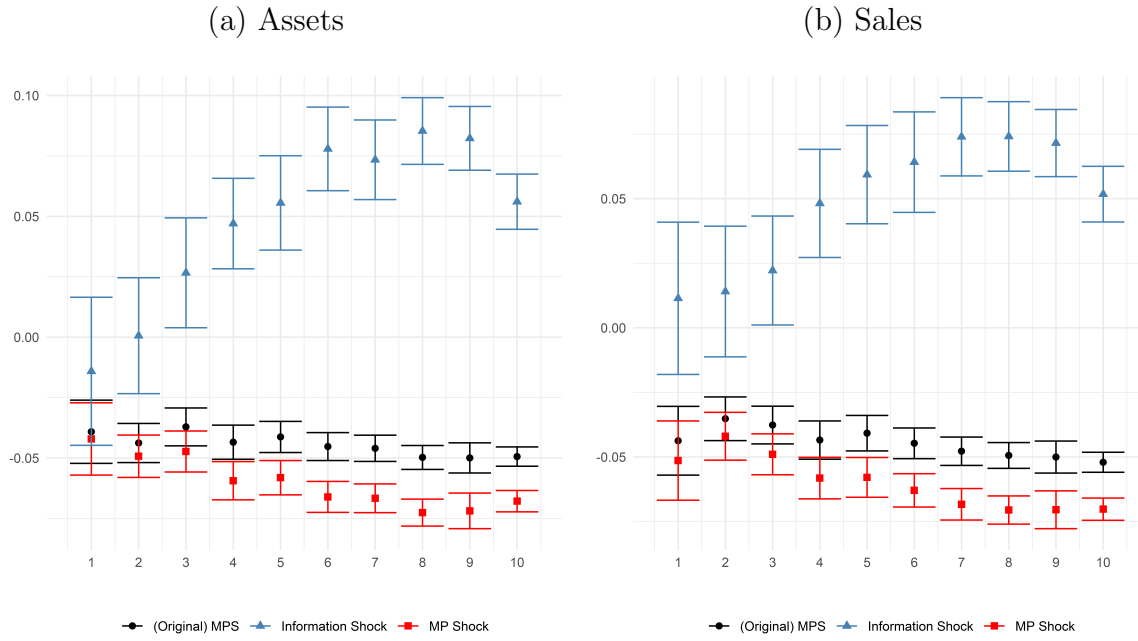 (a) Assets
0.10
0.05
0.00
-0.05
1 2 3 4 5 6 7 8 9 10
(Original) MPS Information Shock MP Shock
(b) Sales
0.05
0.00
-0.05
1 2 3 4 5 6 7 8 9 10
(Original) MPS Information Shock MP Shock